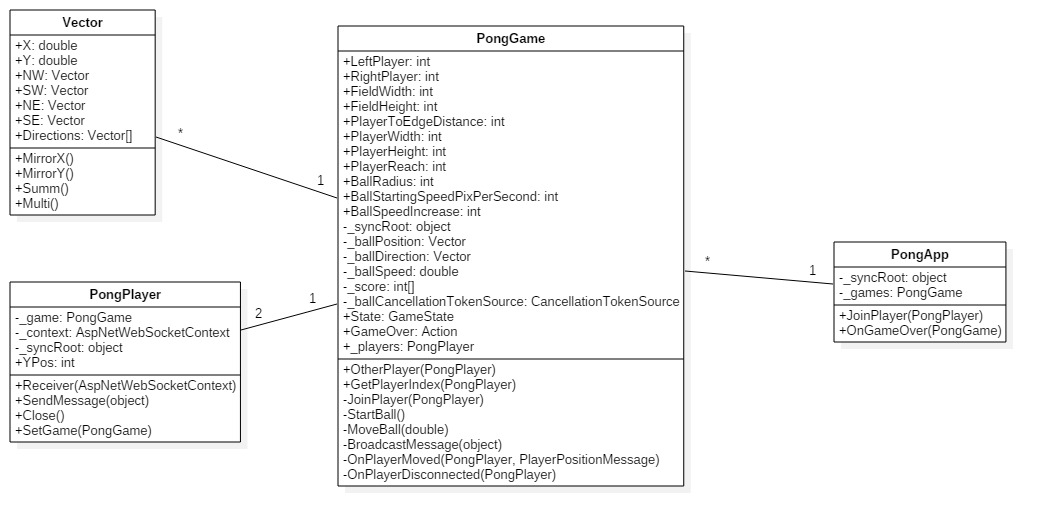 Vector
+X: double
+Y: double
+NW: Vector
+SW: Vector
+NE: Vector
+SE: Vector
+Directions: Vector[]
+MirrorX()
+MirrorY()
+Summ()
+Multi()
*
1
PongPlayer
-_game: PongGame
-_context: AspNetWebSocketContext
-_syncRoot: object
+YPos: int
+Receiver(AspNetWebSocketContext)
+SendMessage(object)
+Close()
+SetGame(PongGame)
2
1
PongGame
+LeftPlayer: int
+RightPlayer: int
+FieldWidth: int
+FieldHeight: int
+PlayerToEdgeDistance: int
+PlayerWidth: int
+PlayerHeight: int
+PlayerReach: int
+BallRadius: int
+BallStartingSpeedPixPerSecond: int
+BallSpeedIncrease: int
-_syncRoot: object
-_ballPosition: Vector
-_ballDirection: Vector
-_ballSpeed: double
-_score: int[]
-_ballCancellationTokenSource: CancellationTokenSource
+State: GameState
+GameOver: Action
+_players: PongPlayer
+OtherPlayer(PongPlayer)
+GetPlayerIndex(PongPlayer)
-JoinPlayer(PongPlayer)
-StartBall()
-MoveBall(double)
-BroadcastMessage(object)
-OnPlayerMoved(PongPlayer, PlayerPositionMessage)
-OnPlayerDisconnected(PongPlayer)
*
1
PongApp
-_syncRoot: object
-_games: PongGame
+JoinPlayer(PongPlayer)
+OnGameOver(PongGame)